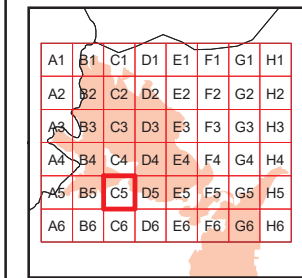 A1 B1 C1 D1 E1 F1 G1 H1
A2 B2 C2 D2 E2 F2 G2 H2
A3 B3 C3 D3 E3 F3 G3 H3
A4 B4 C4 D4 E4 F4 G4 H4
A5 B5 C5 D5 E5 F5 G5 H5
A6 B6 C6 D6 E6 F6 G6 H6